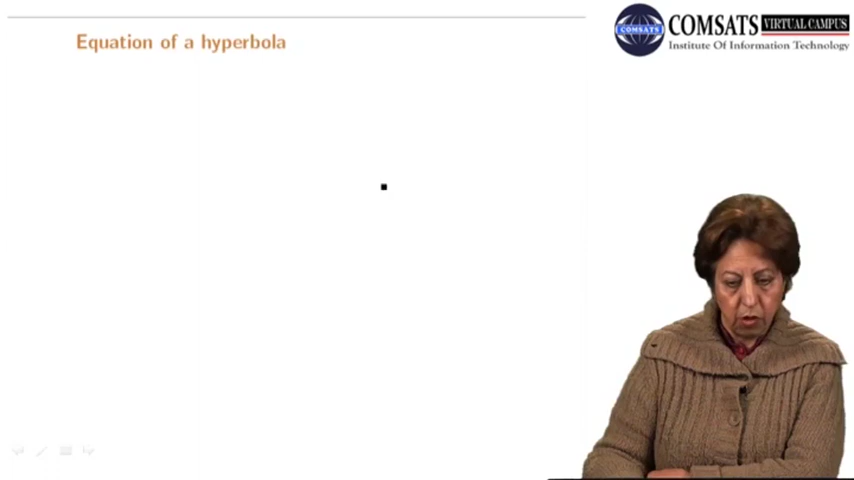 Equation of a hyperbola
COMSATS
COMSATS VIRTUAL CAMPUS
Institute Of Information Technology